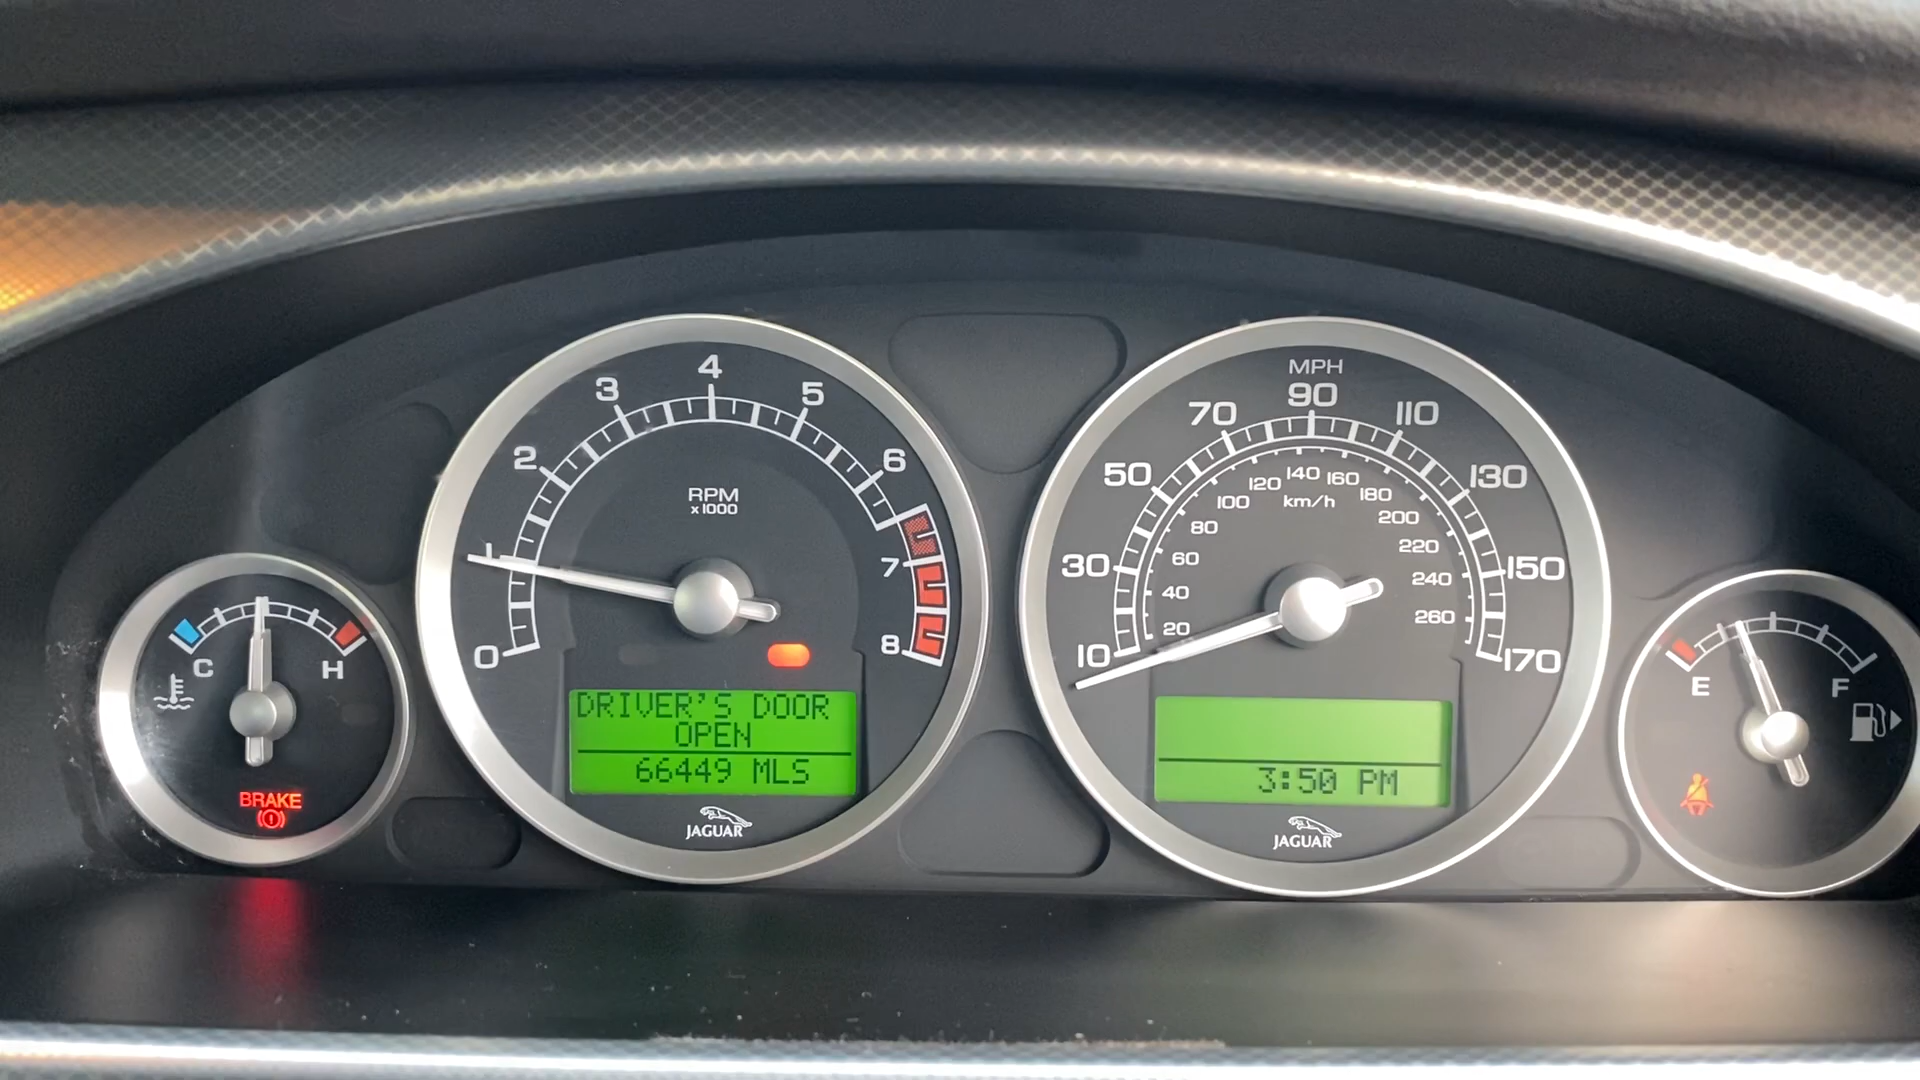 C
H
BRAKE
0
1
2
3
4
5
6
7
8
RPM
x1000
DRIVER'S DOOR
OPEN
66449 MLS
JAGUAR
MPH
10
30
50
70
90
110
130
150
170
20
40
60
80
100
120
140
160
180
200
220
240
260
km/h
3:50 PM
JAGUAR
E
F